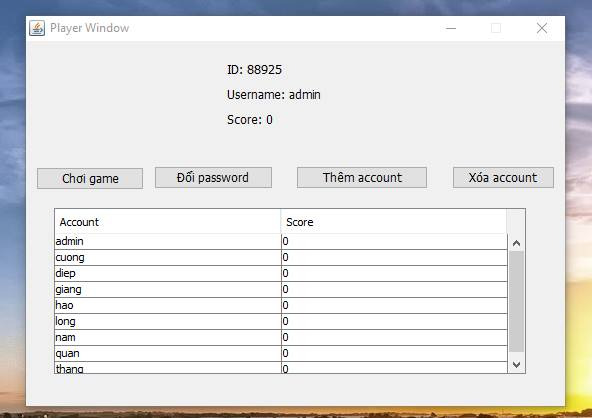 Player Window
ID: 88925
Username: admin
Score: 0
Chơi game Đổi password Thêm account Xóa account
Account Score
admin 0
cuong 0
diep 0
giang 0
hao 0
long 0
nam 0
quan 0
thang 0